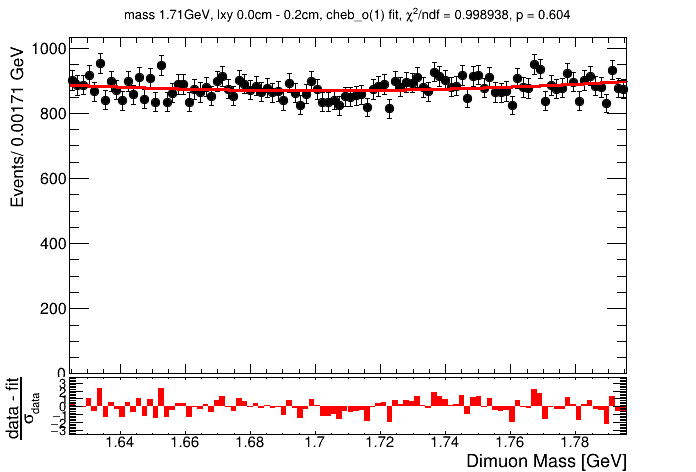 mass 1.71GeV, lxy 0.0cm - 0.2cm, cheb_o(1) fit, χ²/ndf = 0.998938, p = 0.604
Events/ 0.00171 GeV
1000
800
600
400
200
0
data - fit
σdata
3
2
1
0
−1
−2
−3
1.64 1.66 1.68 1.7 1.72 1.74 1.76 1.78
Dimuon Mass [GeV]